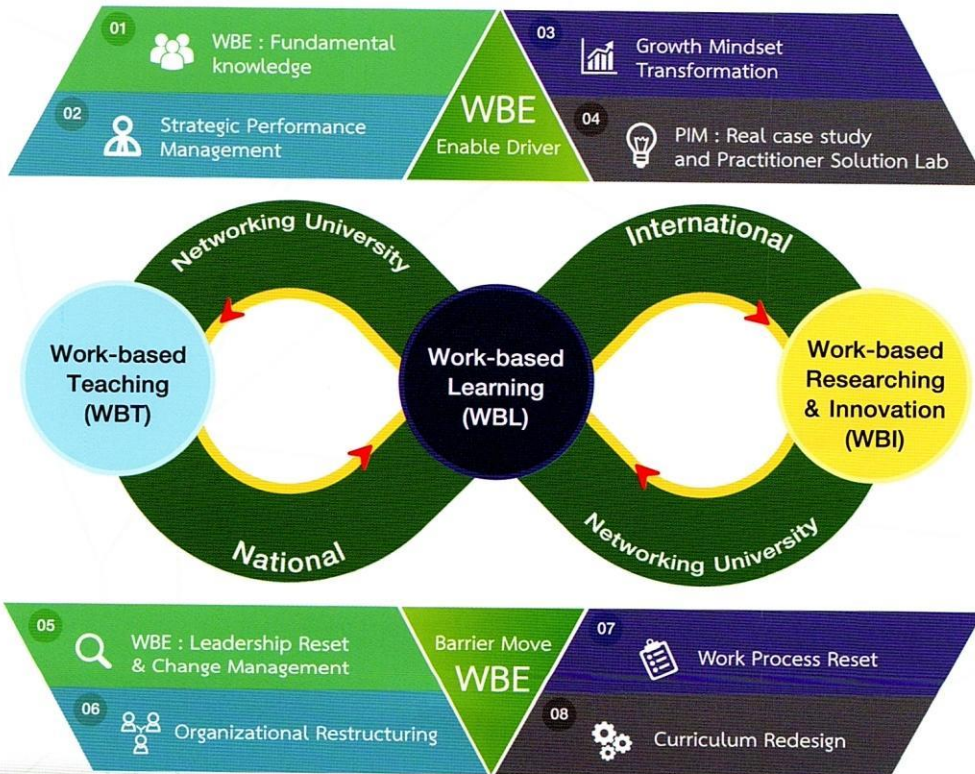 01
WBE : Fundamental
knowledge
02
Strategic Performance
Management
WBE
Enable Driver
03
Growth Mindset
Transformation
04
PIM : Real case study
and Practitioner Solution Lab
Networking University
International
Work-based
Teaching
(WBT)
Work-based
Learning
(WBL)
Work-based
Researching
& Innovation
(WBI)
National
Networking University
05
WBE : Leadership Reset
& Change Management
06
Organizational Restructuring
Barrier Move
WBE
07
Work Process Reset
08
Curriculum Redesign